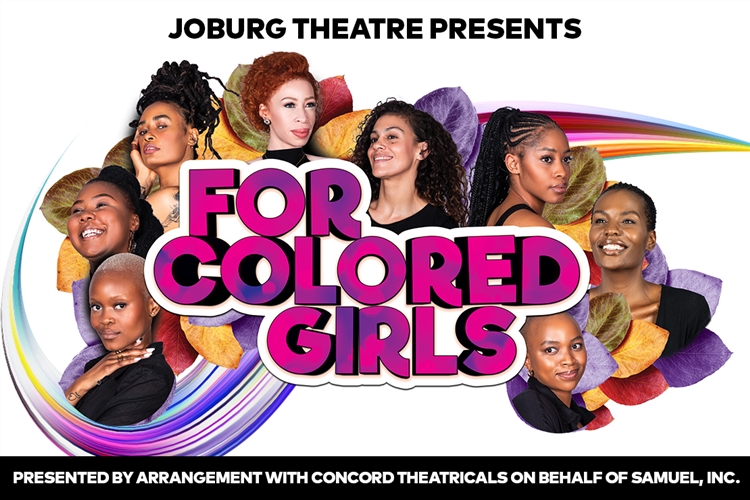 JOBURG THEATRE PRESENTS
FOR
COLORED
GIRLS
PRESENTED BY ARRANGEMENT WITH CONCORD THEATRICALS ON BEHALF OF SAMUEL, INC.